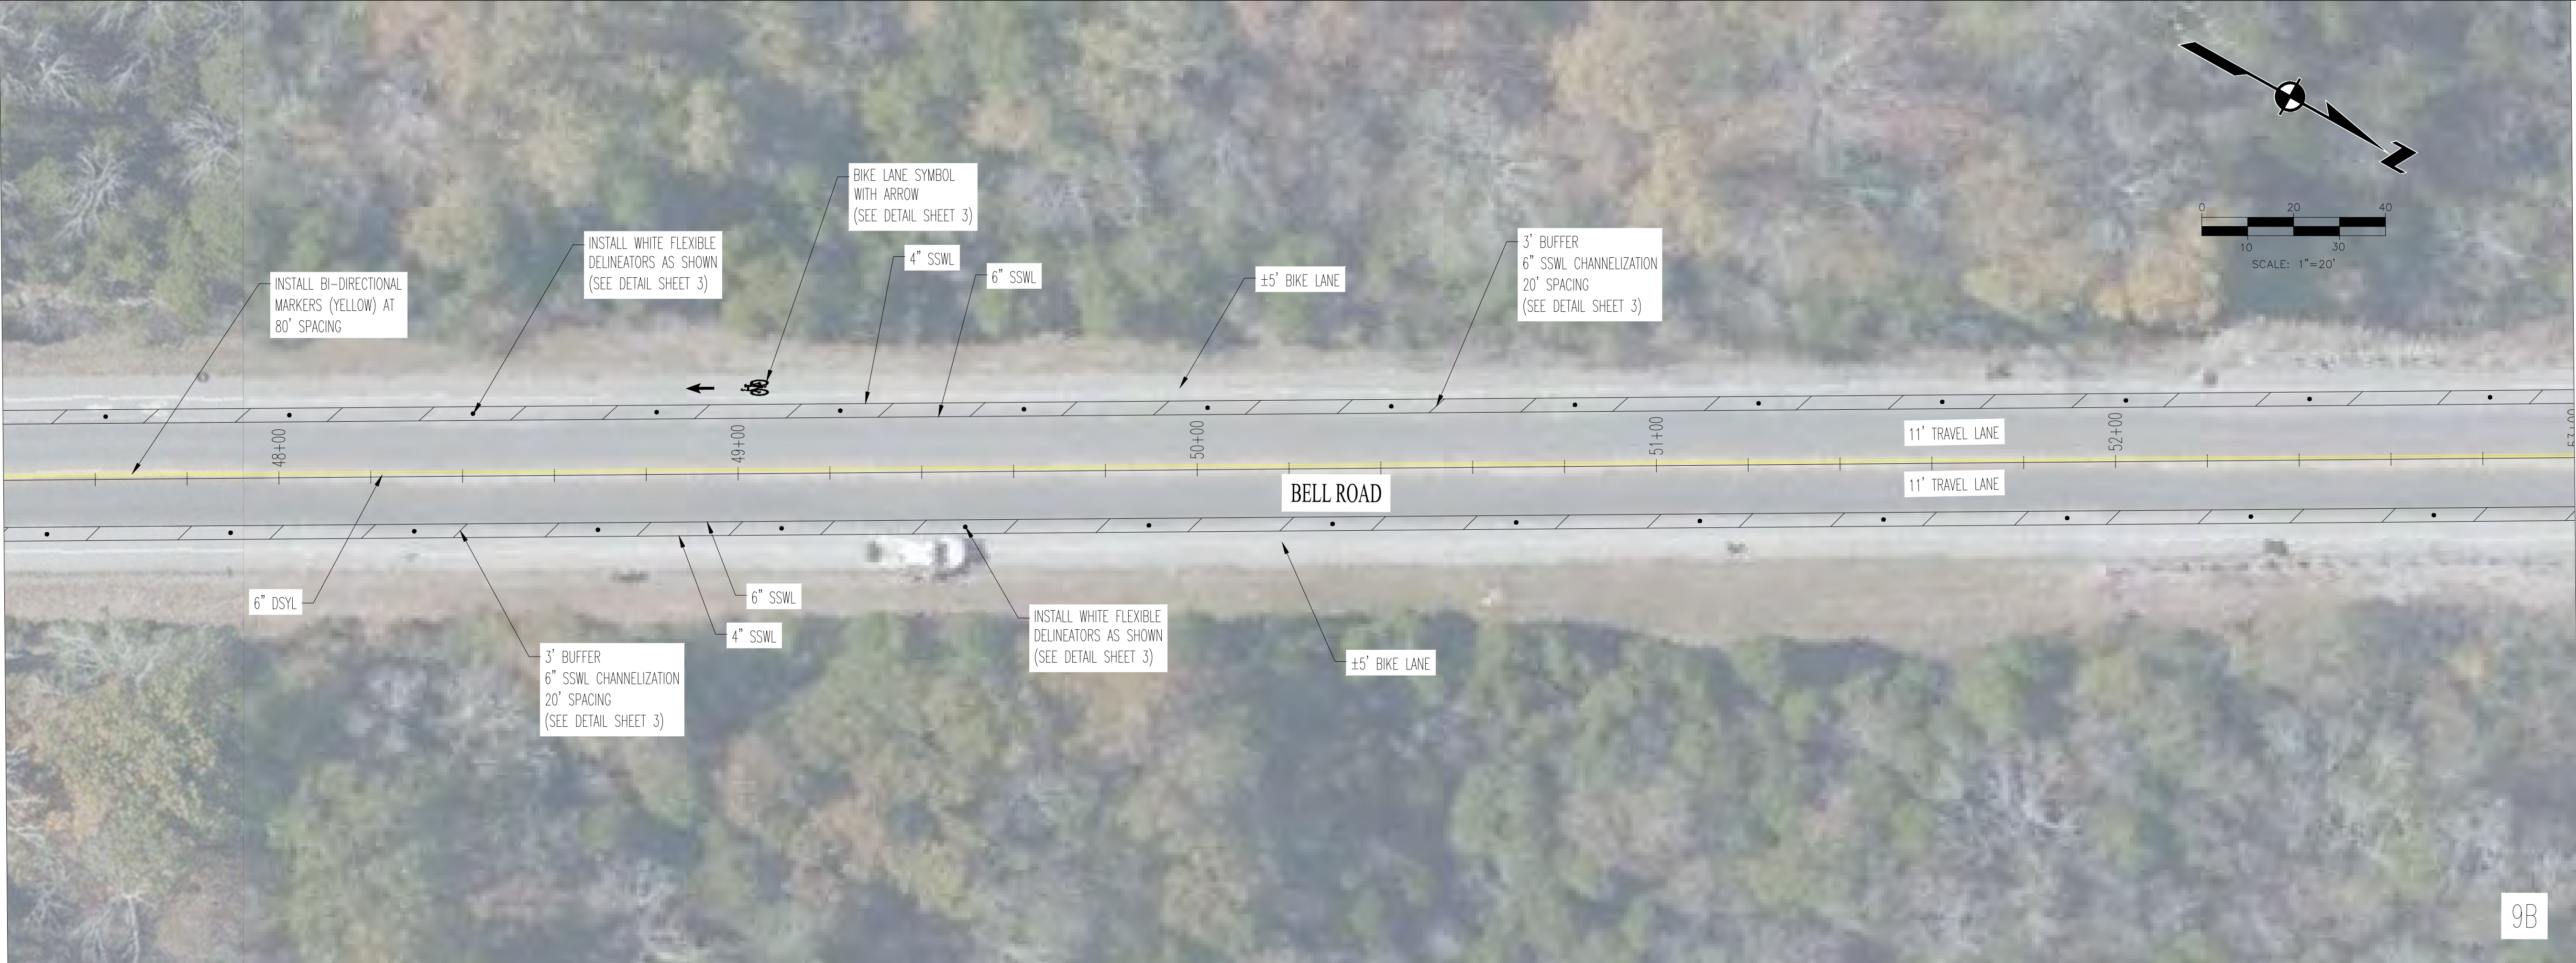 BIKE LANE SYMBOL
WITH ARROW
(SEE DETAIL SHEET 3)
INSTALL WHITE FLEXIBLE
DELINEATORS AS SHOWN
(SEE DETAIL SHEET 3)
4" SSWL
6" SSWL
±5' BIKE LANE
3' BUFFER
6" SSWL CHANNELIZATION
20' SPACING
(SEE DETAIL SHEET 3)
0 20 40
10 30
SCALE: 1"=20'
INSTALL BI-DIRECTIONAL
MARKERS (YELLOW) AT
80' SPACING
48+00
49+00
50+00
51+00
52+00
53+00
11' TRAVEL LANE
11' TRAVEL LANE
BELL ROAD
6" DSYL
6" SSWL
4" SSWL
3' BUFFER
6" SSWL CHANNELIZATION
20' SPACING
(SEE DETAIL SHEET 3)
INSTALL WHITE FLEXIBLE
DELINEATORS AS SHOWN
(SEE DETAIL SHEET 3)
±5' BIKE LANE
9B